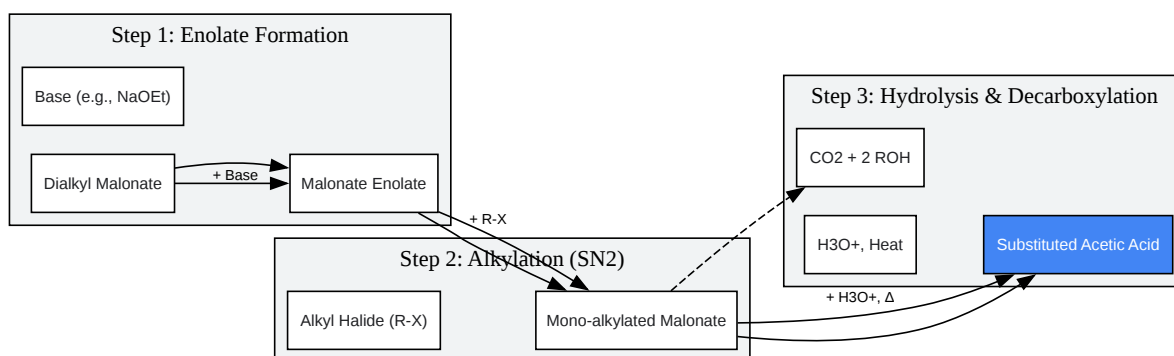 Step 1: Enolate Formation
Base (e.g., NaOEt)
Dialkyl Malonate
+ Base
Malonate Enolate
+ R-X
Step 2: Alkylation (SN2)
Alkyl Halide (R-X)
Mono-alkylated Malonate
Step 3: Hydrolysis & Decarboxylation
CO2 + 2 ROH
H3O+, Heat
Substituted Acetic Acid
+ H3O+, Δ